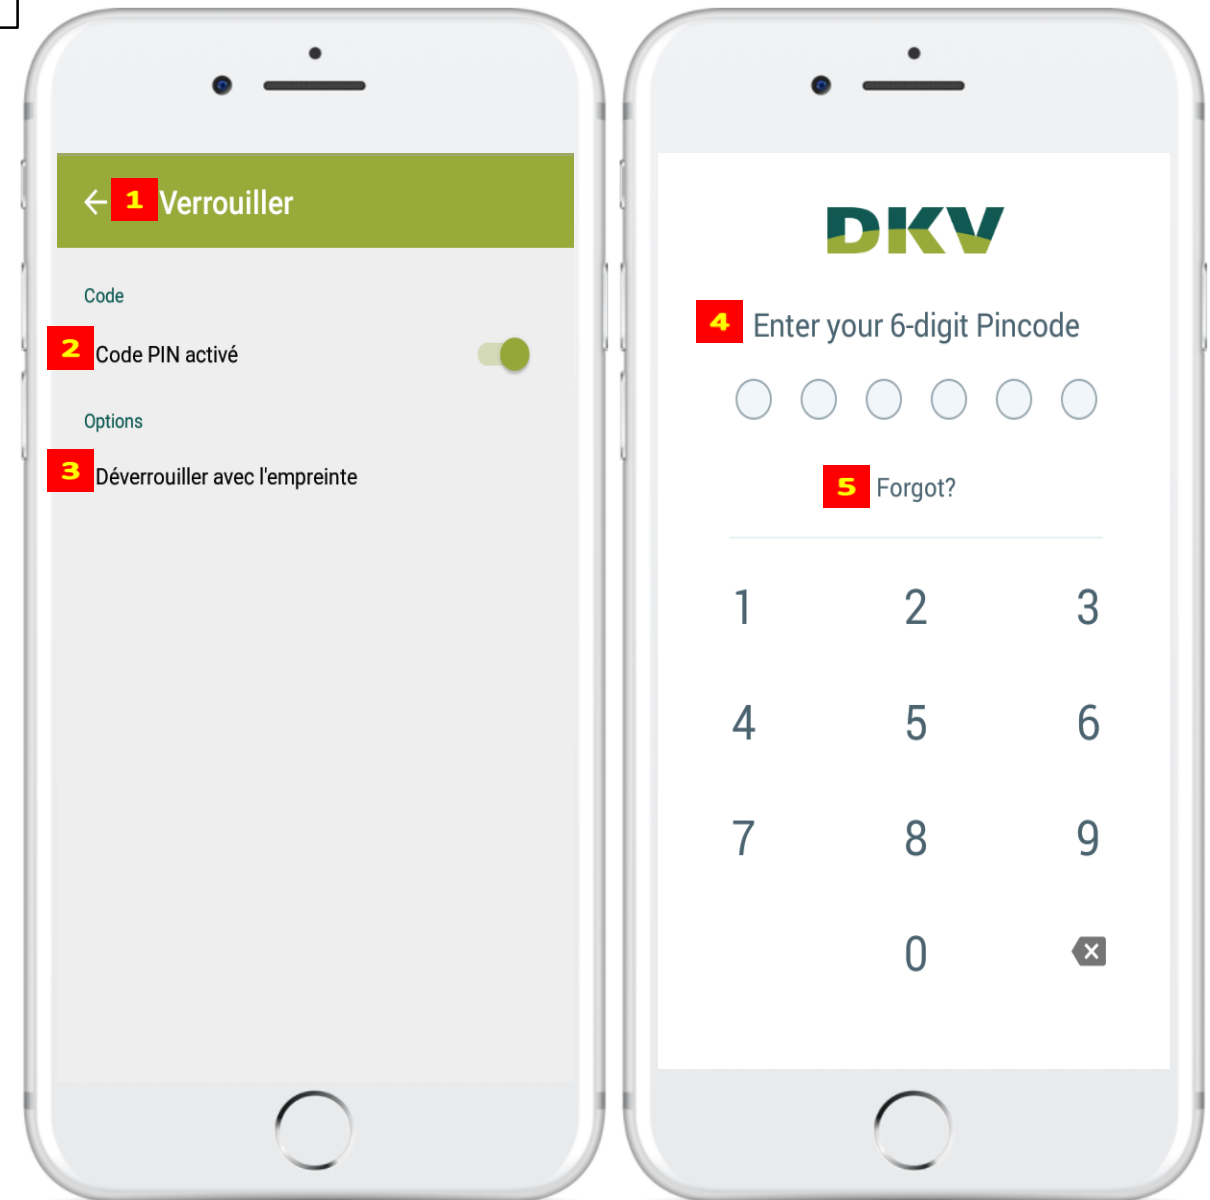 1 Verrouiller
Code
2 Code PIN activé
Options
3 Déverrouiller avec l'empreinte
DKV
4 Enter your 6-digit Pincode
5 Forgot?
1 2 3
4 5 6
7 8 9
0